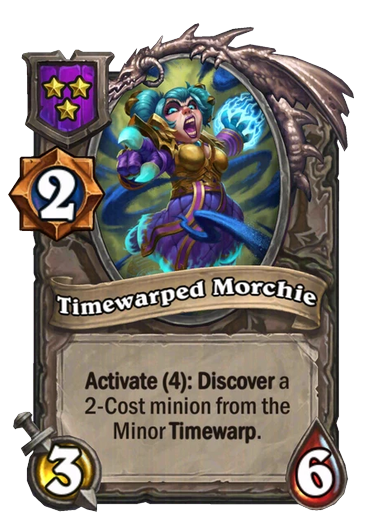 2
Timewarped Morchie
Activate (4): Discover a
2-Cost minion from the
Minor Timewarp.
3
6